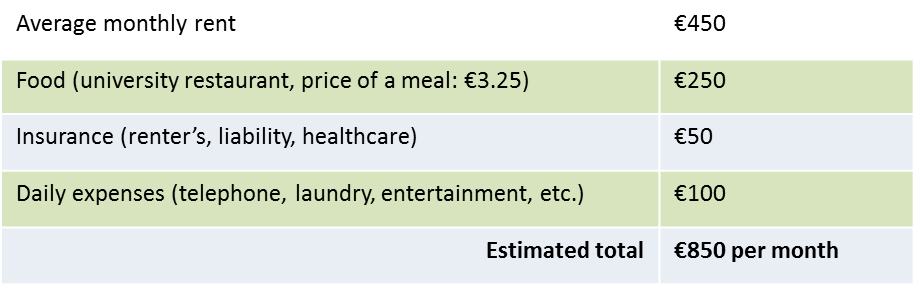 Average monthly rent €450
Food (university restaurant, price of a meal: €3.25) €250
Insurance (renter’s, liability, healthcare) €50
Daily expenses (telephone, laundry, entertainment, etc.) €100
Estimated total €850 per month